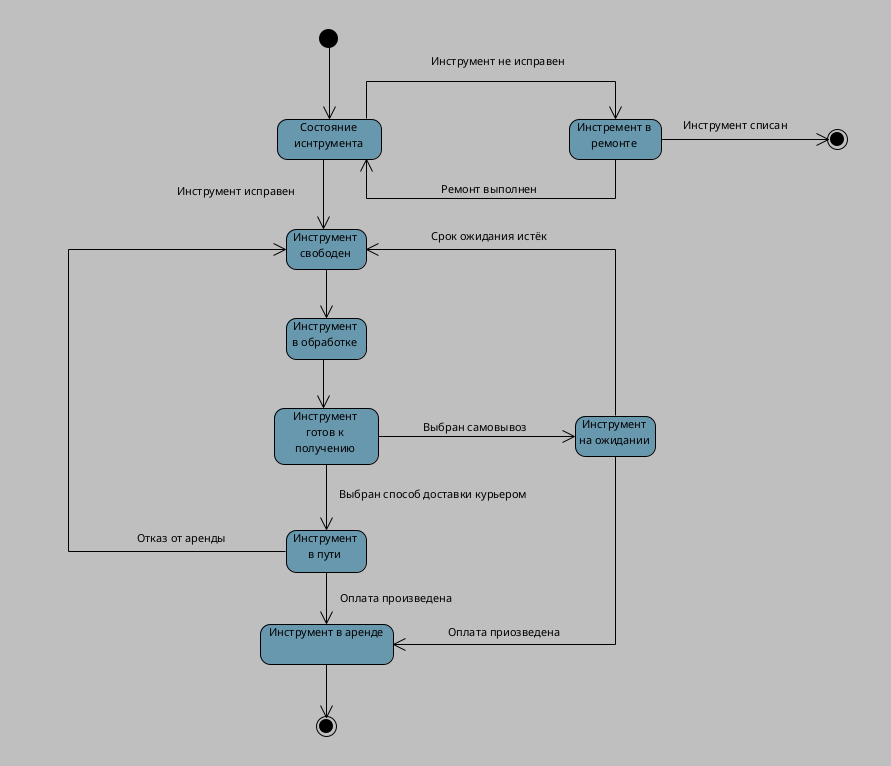 Инструмент не исправен
Состояние
иснтрумента
Инстремент в
ремонте
Инструмент списан
Инструмент исправен
Ремонт выполнен
Инструмент
свободен
Срок ожидания истёк
Инструмент
в обработке
Инструмент
готов к
получению
Выбран самовывоз
Инструмент
на ожидании
Выбран способ доставки курьером
Отказ от аренды
Инструмент
в пути
Оплата произведена
Инструмент в аренде
Оплата приозведена